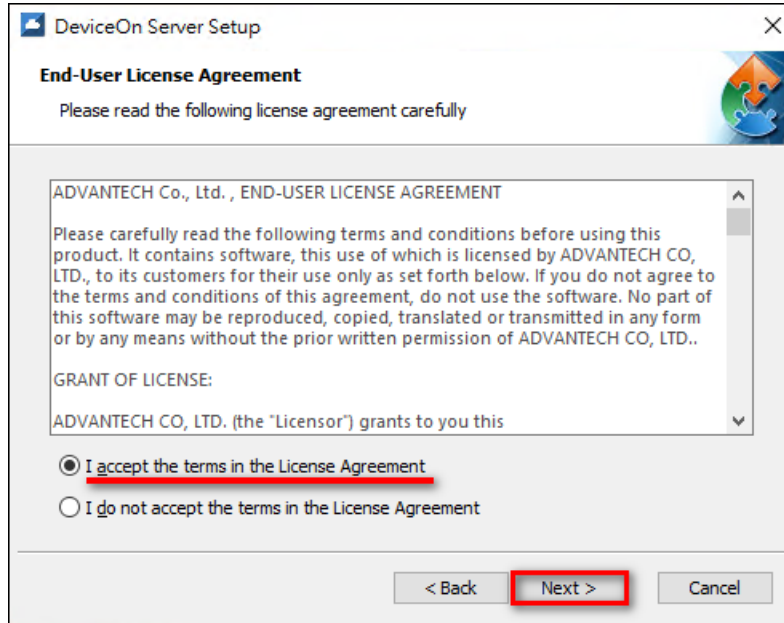 DeviceOn Server Setup
End-User License Agreement
Please read the following license agreement carefully
ADVANTECH Co., Ltd. , END-USER LICENSE AGREEMENT
Please carefully read the following terms and conditions before using this
product. It contains software, this use of which is licensed by ADVANTECH CO,
LTD., to its customers for their use only as set forth below. If you do not agree to
the terms and conditions of this agreement, do not use the software. No part of
this software may be reproduced, copied, translated or transmitted in any form
or by any means without the prior written permission of ADVANTECH CO, LTD..
GRANT OF LICENSE:
ADVANTECH CO, LTD. (the "Licensor") grants to you this
I accept the terms in the License Agreement
I do not accept the terms in the License Agreement
< Back Next > Cancel